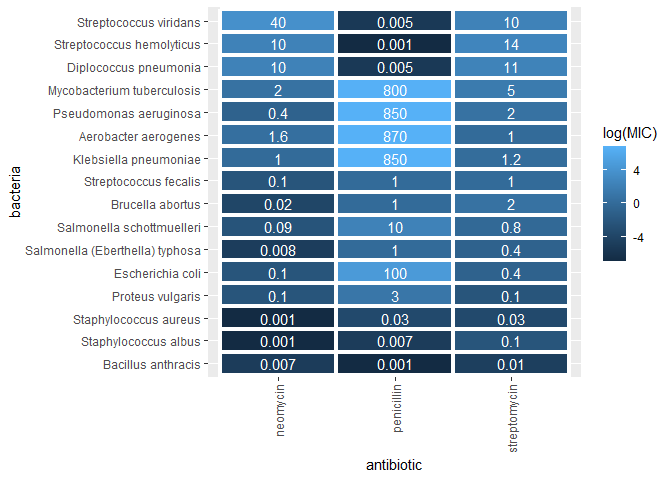 Streptococcus viridans 40 0.005 10
Streptococcus hemolyticus 10 0.001 14
Diplococcus pneumonia 10 0.005 11
Mycobacterium tuberculosis 2 800 5
Pseudomonas aeruginosa 0.4 850 2
Aerobacter aerogenes 1.6 870 1
Klebsiella pneumoniae 1 850 1.2
Streptococcus fecalis 0.1 1 1
Brucella abortus 0.02 1 2
Salmonella schottmuelleri 0.09 10 0.8
Salmonella (Eberthella) typhosa 0.008 1 0.4
Escherichia coli 0.1 100 0.4
Proteus vulgaris 0.1 3 0.1
Staphylococcus aureus 0.001 0.03 0.03
Staphylococcus albus 0.001 0.007 0.1
Bacillus anthracis 0.007 0.001 0.01
bacteria
neomycin
penicillin
streptomycin
antibiotic
log(MIC)
4
0
-4